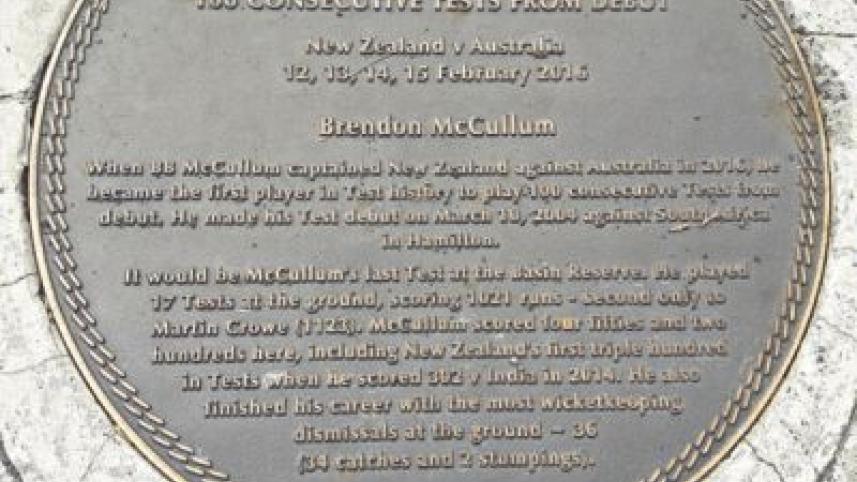 100 CONSECUTIVE TESTS FROM DEBUT
New Zealand v Australia
12, 13, 14, 15 February 2016
Brendon McCullum
When BB McCullum captained New Zealand against Australia in 2016, he
became the first player in Test history to play 100 consecutive Tests from
debut. He made his Test debut on March 10, 2004 against South Africa
in Hamilton.
It would be McCullum's last Test at the Basin Reserve. He played
17 Tests at the ground, scoring 1021 runs - second only to
Martin Crowe (1123). McCullum scored four fifties and two
hundreds here, including New Zealand's first triple hundred
in Tests when he scored 302 v India in 2014. He also
finished his career with the most wicketkeeping
dismissals at the ground – 36
(34 catches and 2 stumpings).